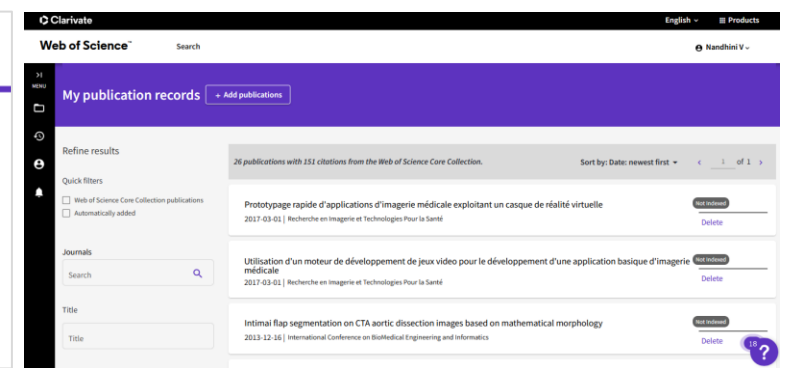 Clarivate
English
Products
Web of Science™
Search
Nandhini V
MENU
My publication records
+ Add publications
Refine results
26 publications with 151 citations from the Web of Science Core Collection.
Sort by: Date: newest first
1 of 1
Quick filters
Web of Science Core Collection publications
Automatically added
Prototypage rapide d'applications d'imagerie médicale exploitant un casque de réalité virtuelle
Not Indexed
2017-03-01 | Recherche en Imagerie et Technologies Pour la Santé
Delete
Journals
Search
Utilisation d'un moteur de développement de jeux video pour le développement d'une application basique d'imagerie
médicale
Not Indexed
2017-03-01 | Recherche en Imagerie et Technologies Pour la Santé
Delete
Title
Title
Intimai flap segmentation on CTA aortic dissection images based on mathematical morphology
Not Indexed
2013-12-16 | International Conference on BioMedical Engineering and Informatics
Delete
18
?